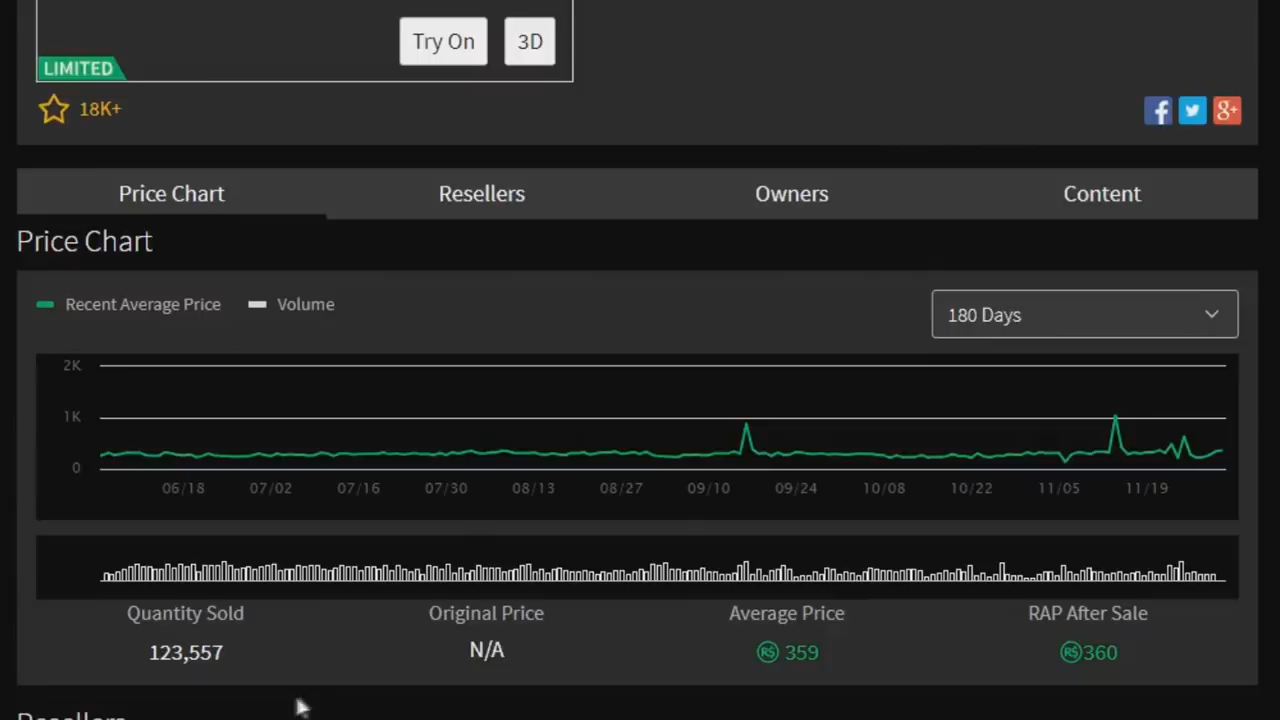 Try On 3D
LIMITED
18K+
f g+
Price Chart Resellers Owners Content
Price Chart
Recent Average Price Volume
180 Days
2K
1K
0
06/18 07/02 07/16 07/30 08/13 08/27 09/10 09/24 10/08 10/22 11/05 11/19
Quantity Sold Original Price Average Price RAP After Sale
123,557 N/A R$ 359 R$ 360
Resellers